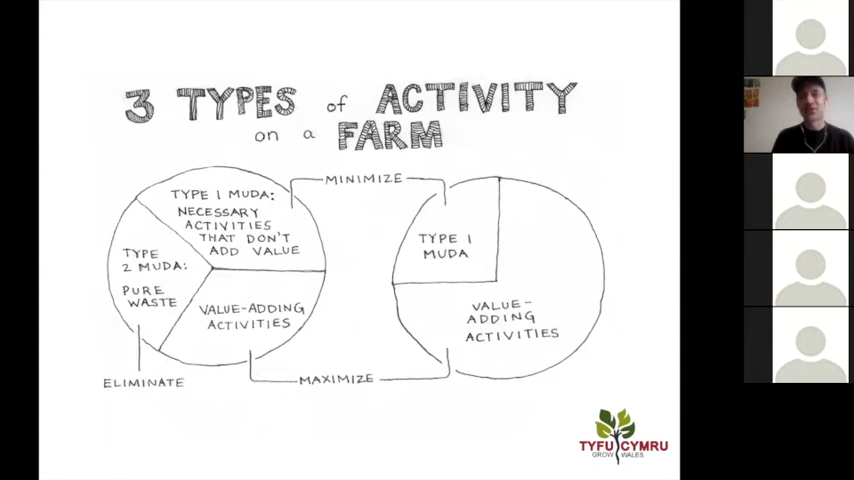 3 TYPES of ACTIVITY
on a FARM
TYPE 1 MUDA:
NECESSARY
ACTIVITIES
THAT DON'T
ADD VALUE
TYPE
2 MUDA:
PURE
WASTE
VALUE-ADDING
ACTIVITIES
ELIMINATE
MINIMIZE
MAXIMIZE
TYPE 1
MUDA
VALUE-
ADDING
ACTIVITIES
TYFU CYMRU
GROW WALES